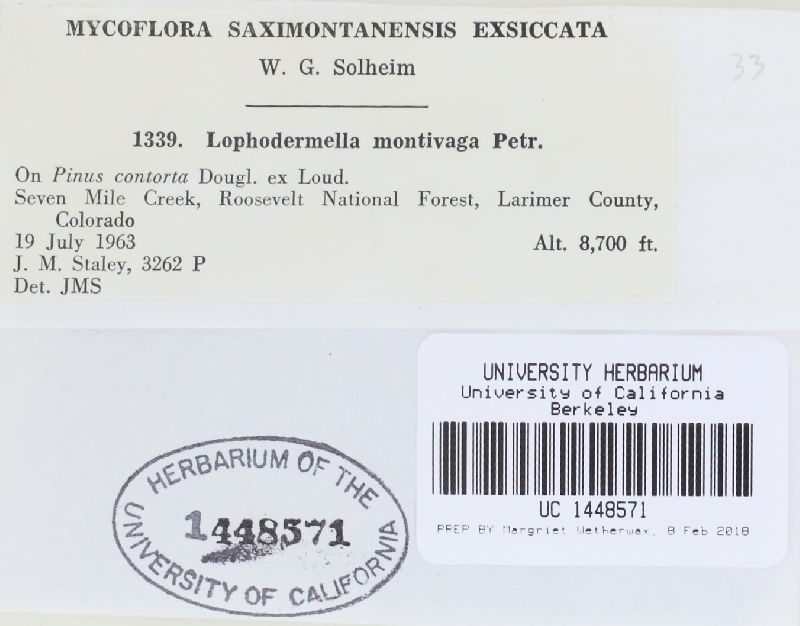 MYCOFLORA SAXIMONTANENSIS EXSICCATA
W. G. Solheim
33
1339. Lophodermella montivaga Petr.
On Pinus contorta Dougl. ex Loud.
Seven Mile Creek, Roosevelt National Forest, Larimer County,
Colorado
19 July 1963 Alt. 8,700 ft.
J. M. Staley, 3262 P
Det. JMS
UNIVERSITY HERBARIUM
University of California
Berkeley
UC 1448571
PREP BY Margriet Wetherwax, 8 Feb 2018
HERBARIUM OF THE
1448571
UNIVERSITY OF CALIFORNIA